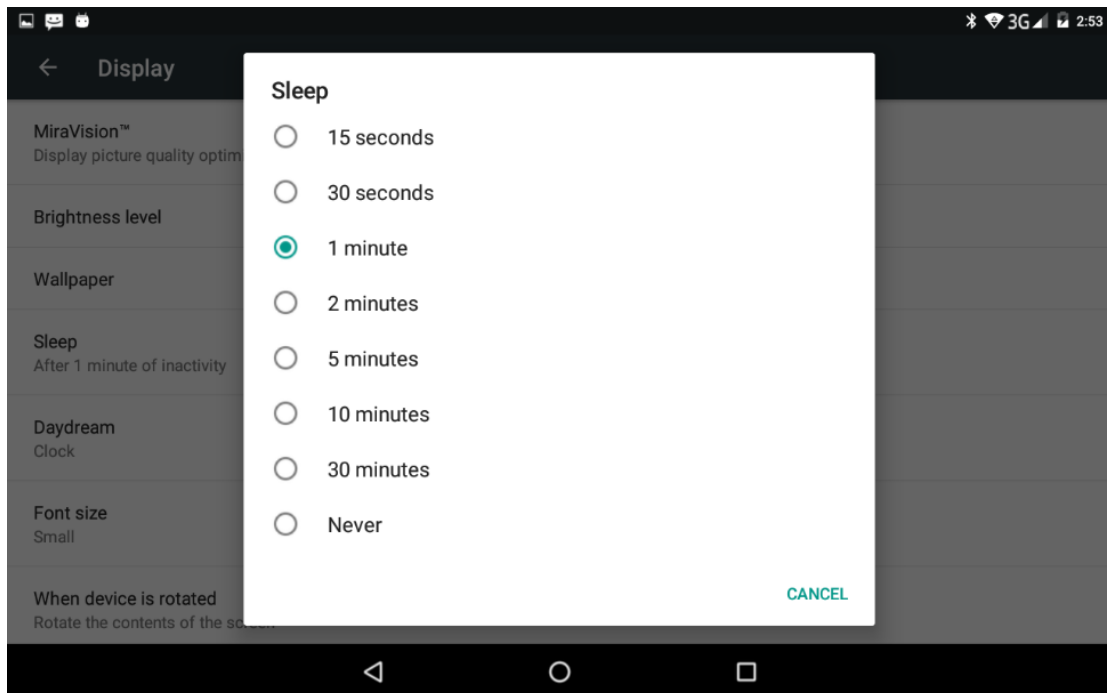 3G 2:53
Display
MiraVision™
Display picture quality optim
Brightness level
Wallpaper
Sleep
After 1 minute of inactivity
Daydream
Clock
Font size
Small
When device is rotated
Rotate the contents of the
Sleep
15 seconds
30 seconds
1 minute
2 minutes
5 minutes
10 minutes
30 minutes
Never
CANCEL